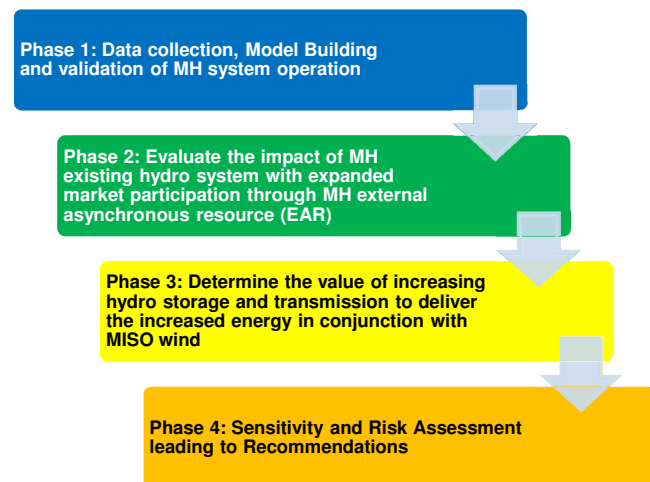 Phase 1: Data collection, Model Building
and validation of MH system operation
Phase 2: Evaluate the impact of MH
existing hydro system with expanded
market participation through MH external
asynchronous resource (EAR)
Phase 3: Determine the value of increasing
hydro storage and transmission to deliver
the increased energy in conjunction with
MISO wind
Phase 4: Sensitivity and Risk Assessment
leading to Recommendations